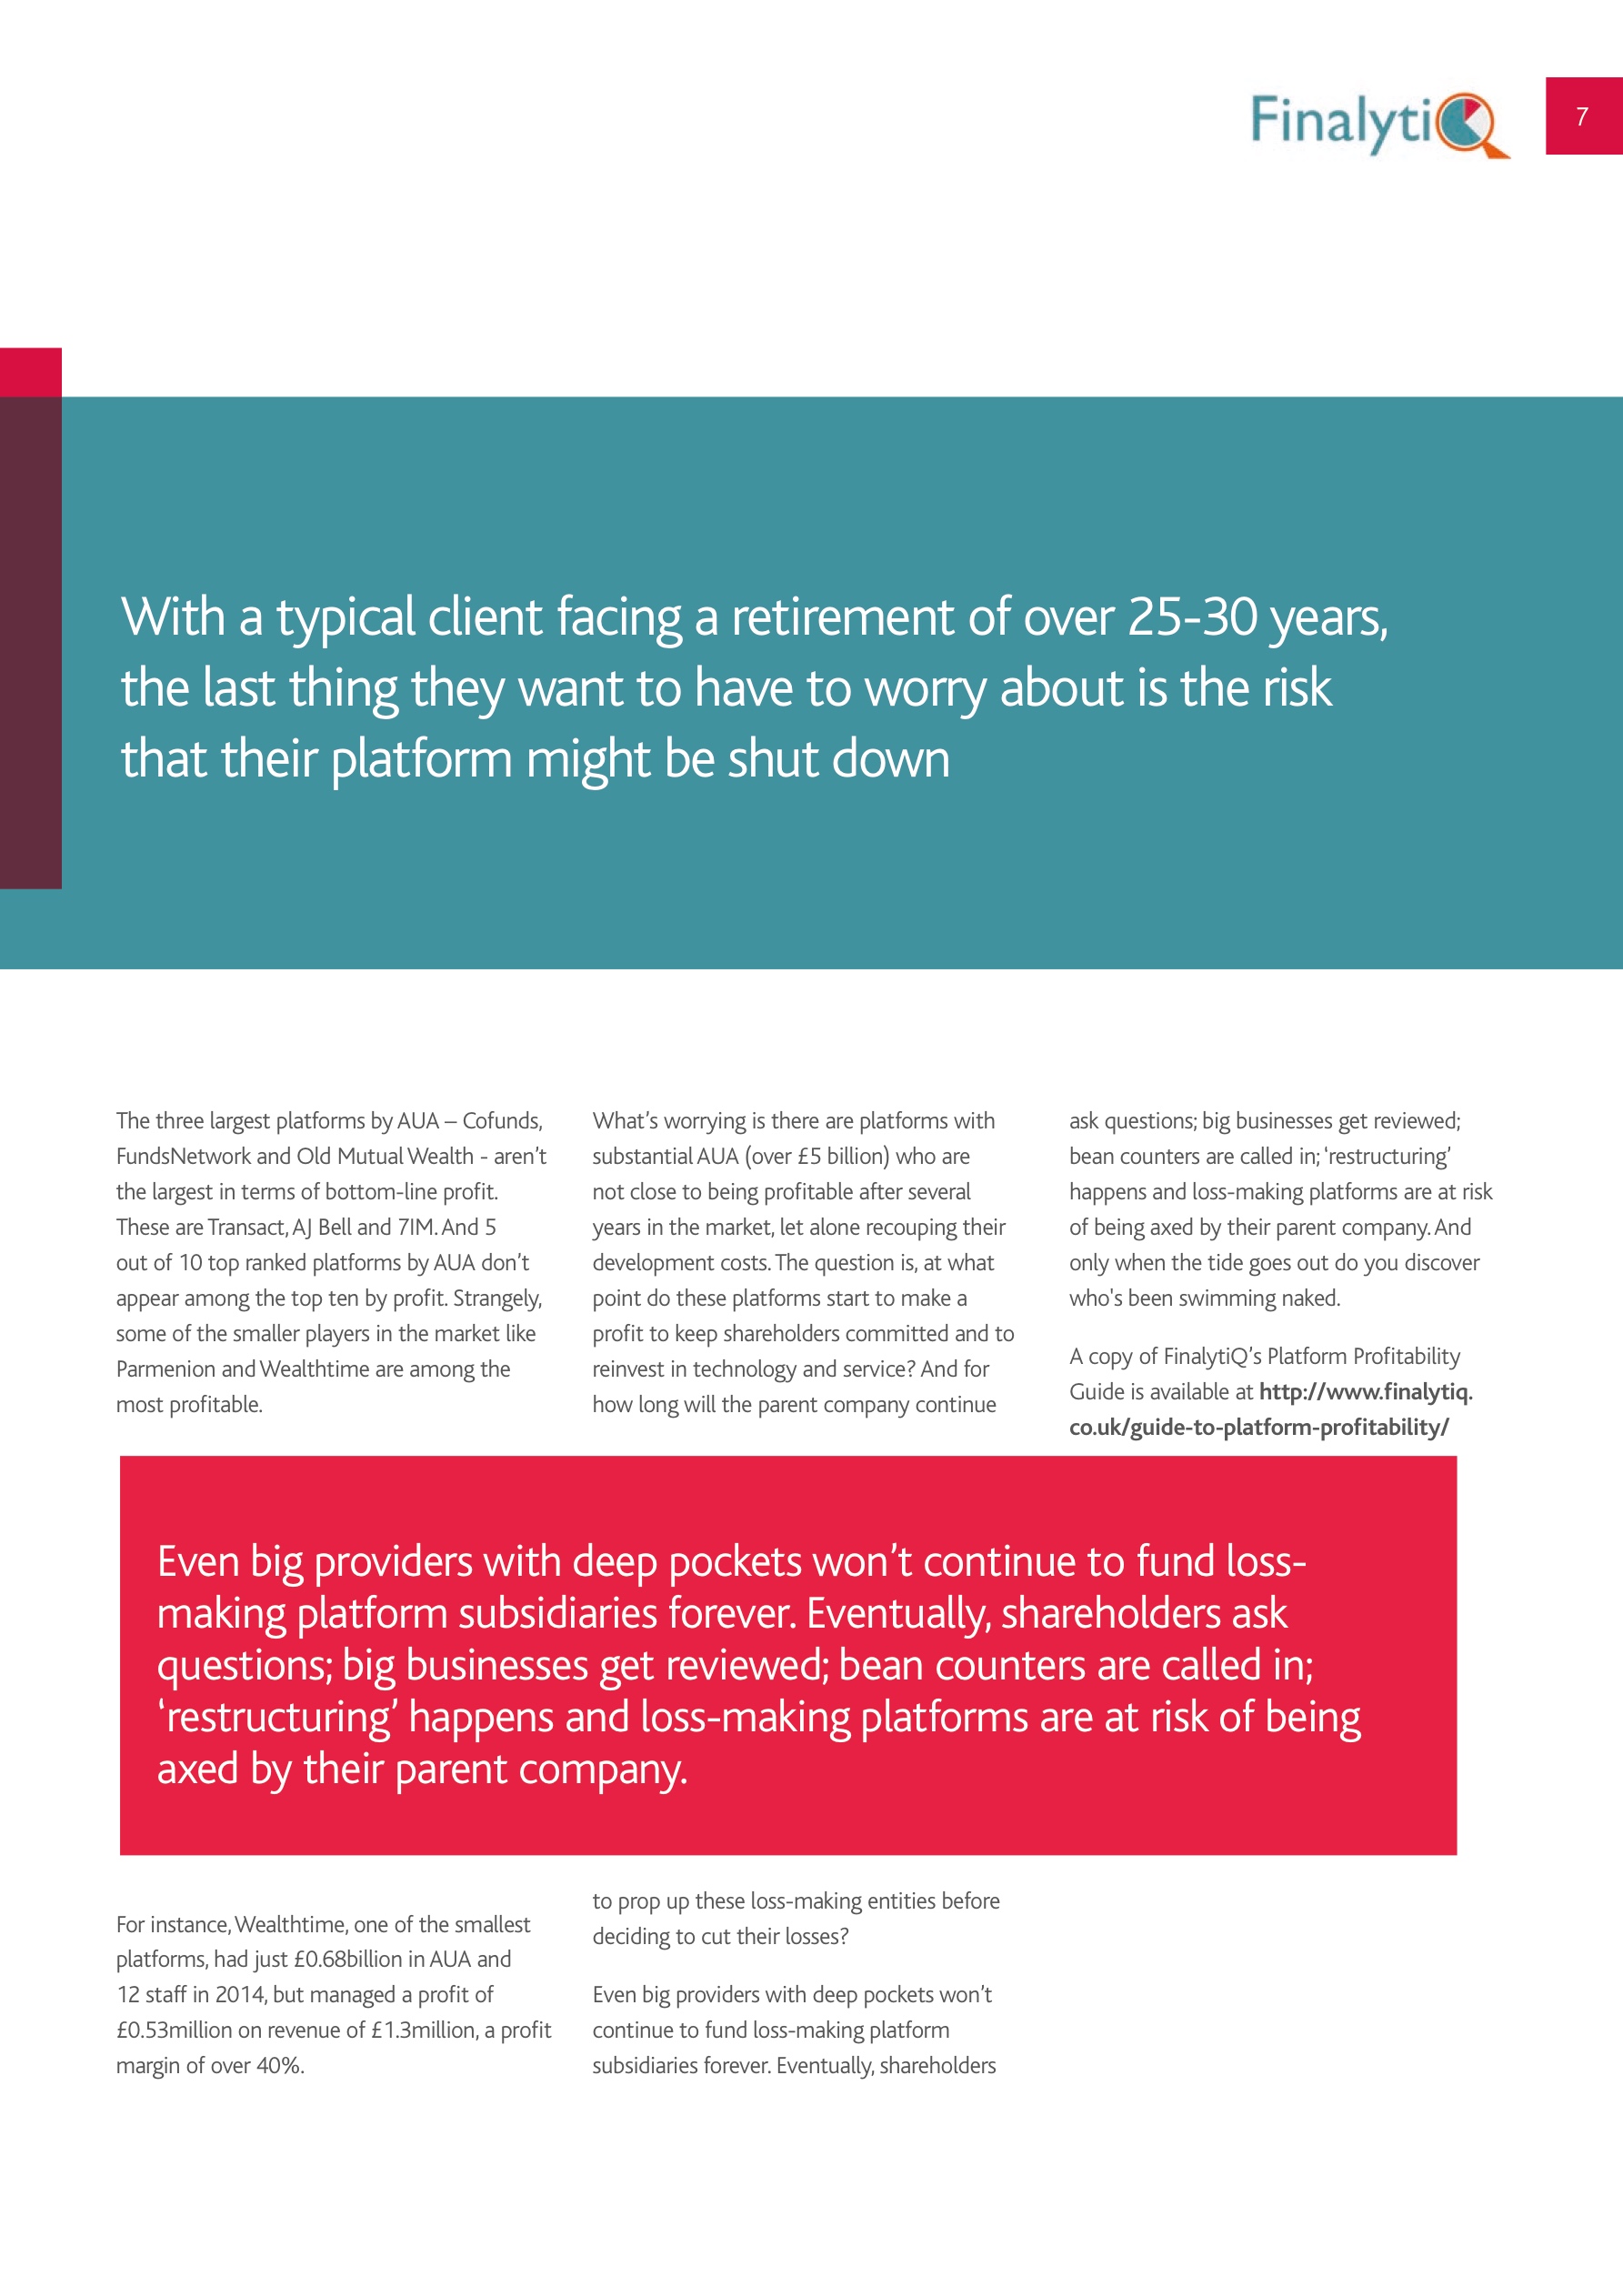 FinalytiQ
7
With a typical client facing a retirement of over 25-30 years,
the last thing they want to have to worry about is the risk
that their platform might be shut down
The three largest platforms by AUA – Cofunds,
FundsNetwork and Old Mutual Wealth - aren’t
the largest in terms of bottom-line profit.
These are Transact, AJ Bell and 7IM. And 5
out of 10 top ranked platforms by AUA don’t
appear among the top ten by profit. Strangely,
some of the smaller players in the market like
Parmenion and Wealthtime are among the
most profitable.
For instance, Wealthtime, one of the smallest
platforms, had just £0.68billion in AUA and
12 staff in 2014, but managed a profit of
£0.53million on revenue of £1.3million, a profit
margin of over 40%.
What’s worrying is there are platforms with
substantial AUA (over £5 billion) who are
not close to being profitable after several
years in the market, let alone recouping their
development costs. The question is, at what
point do these platforms start to make a
profit to keep shareholders committed and to
reinvest in technology and service? And for
how long will the parent company continue
to prop up these loss-making entities before
deciding to cut their losses?
Even big providers with deep pockets won’t
continue to fund loss-making platform
subsidiaries forever. Eventually, shareholders
ask questions; big businesses get reviewed;
bean counters are called in; ‘restructuring’
happens and loss-making platforms are at risk
of being axed by their parent company. And
only when the tide goes out do you discover
who's been swimming naked.
A copy of FinalytiQ’s Platform Profitability
Guide is available at http://www.finalytiq.
co.uk/guide-to-platform-profitability/
Even big providers with deep pockets won’t continue to fund loss-
making platform subsidiaries forever. Eventually, shareholders ask
questions; big businesses get reviewed; bean counters are called in;
‘restructuring’ happens and loss-making platforms are at risk of being
axed by their parent company.